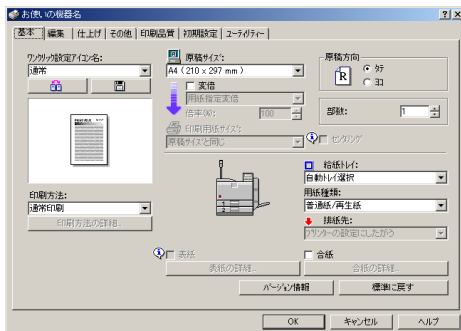 お使いの機器名
基本 編集 仕上げ その他 印刷品質 初期設定 ユーティリティー
ワンクリック設定アイコン名:
通常
原稿サイズ:
A4 (210 x 297 mm)
変倍
用紙指定変倍
倍率(%): 100
印刷用紙サイズ:
原稿サイズと同じ
原稿方向
R タテ
ヨコ
部数: 1
センタリング
印刷方法:
通常印刷
印刷方法の詳細...
給紙トレイ:
自動トレイ選択
用紙種類:
普通紙/再生紙
排紙先:
プリンターの設定にしたがう
表紙
表紙の詳細...
合紙
合紙の詳細...
バージョン情報 標準に戻す
OK キャンセル ヘルプ